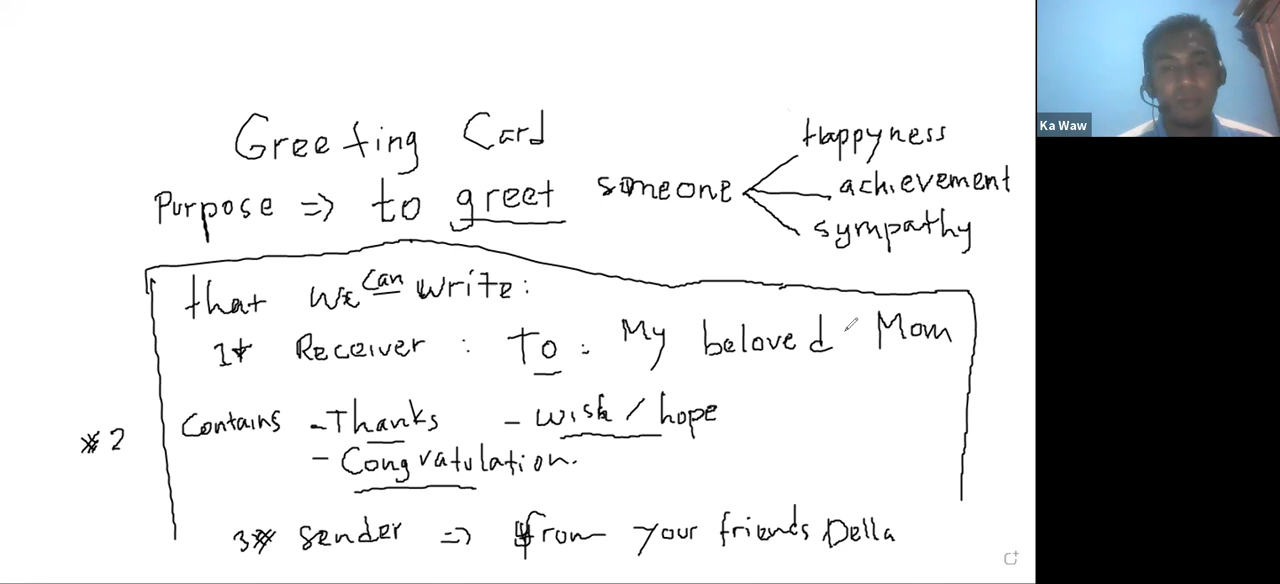 Greeting Card
Happyness
Purpose => to greet someone
achievement
sympathy
that we can write:
1* Receiver : To : My beloved Mom
Contains - Thanks - wish / hope
* 2
- Congratulation.
3* sender => from your friends Della
Ka Waw